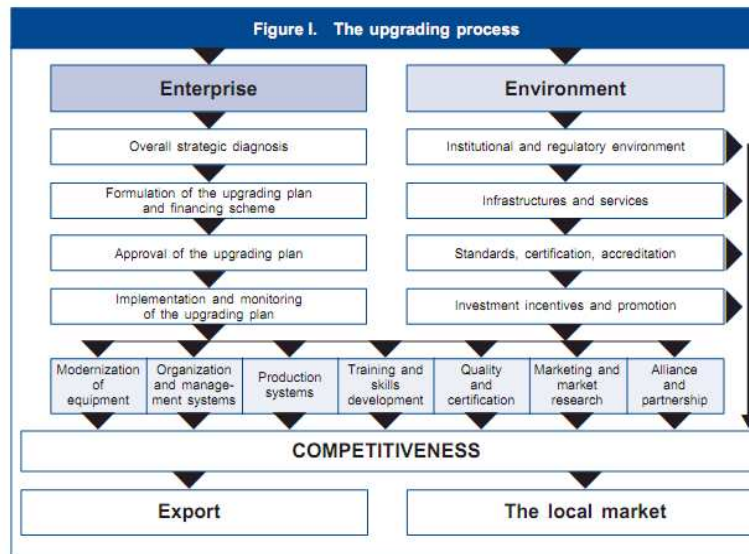 Figure I. The upgrading process
Enterprise
Environment
Overall strategic diagnosis
Institutional and regulatory environment
Formulation of the upgrading plan
and financing scheme
Infrastructures and services
Approval of the upgrading plan
Standards, certification, accreditation
Implementation and monitoring
of the upgrading plan
Investment incentives and promotion
Modernization
of
equipment
Organization
and manage-
ment systems
Production
systems
Training and
skills
development
Quality
and
certification
Marketing and
market
research
Alliance
and
partnership
COMPETITIVENESS
Export
The local market